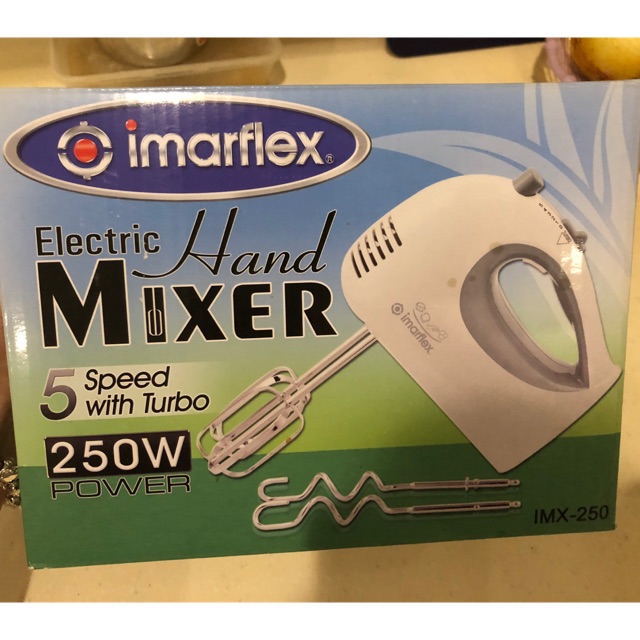 imarflex®
Electric Hand
MIXER
5 Speed
with Turbo
250W
POWER
imarflex
IMX-250